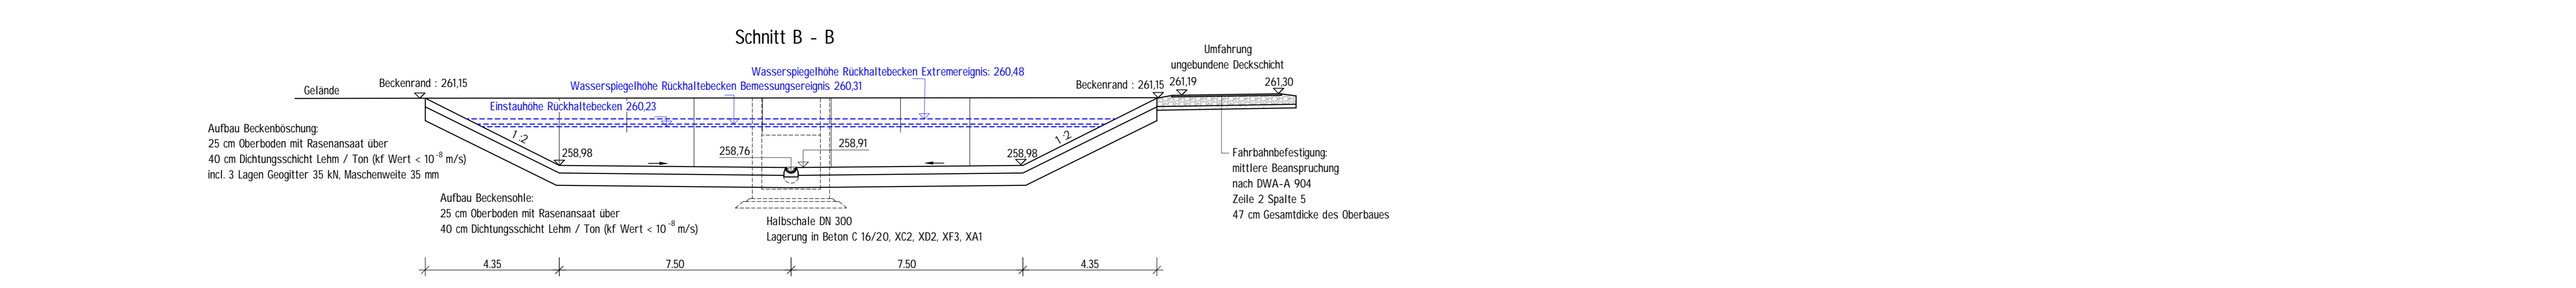 Schnitt B - B
Umfahrung
ungebundene Deckschicht
Wasserspiegelhöhe Rückhaltebecken Extremereignis: 260,48
Beckenrand : 261,15
Wasserspiegelhöhe Rückhaltebecken Bemessungsereignis 260,31
Beckenrand : 261,15
261,19
261,30
Gelände
Einstauhöhe Rückhaltebecken 260,23
Aufbau Beckenböschung:
25 cm Oberboden mit Rasenansaat über
40 cm Dichtungsschicht Lehm / Ton (kf Wert < 10⁻⁸ m/s)
incl. 3 Lagen Geogitter 35 kN, Maschenweite 35 mm
1 :2
1 :2
258,98
258,76
258,91
258,98
Fahrbahnbefestigung:
mittlere Beanspruchung
nach DWA-A 904
Zeile 2 Spalte 5
47 cm Gesamtdicke des Oberbaues
Aufbau Beckensohle:
25 cm Oberboden mit Rasenansaat über
40 cm Dichtungsschicht Lehm / Ton (kf Wert < 10⁻⁸ m/s)
Halbschale DN 300
Lagerung in Beton C 16/20, XC2, XD2, XF3, XA1
4.35
7.50
7.50
4.35